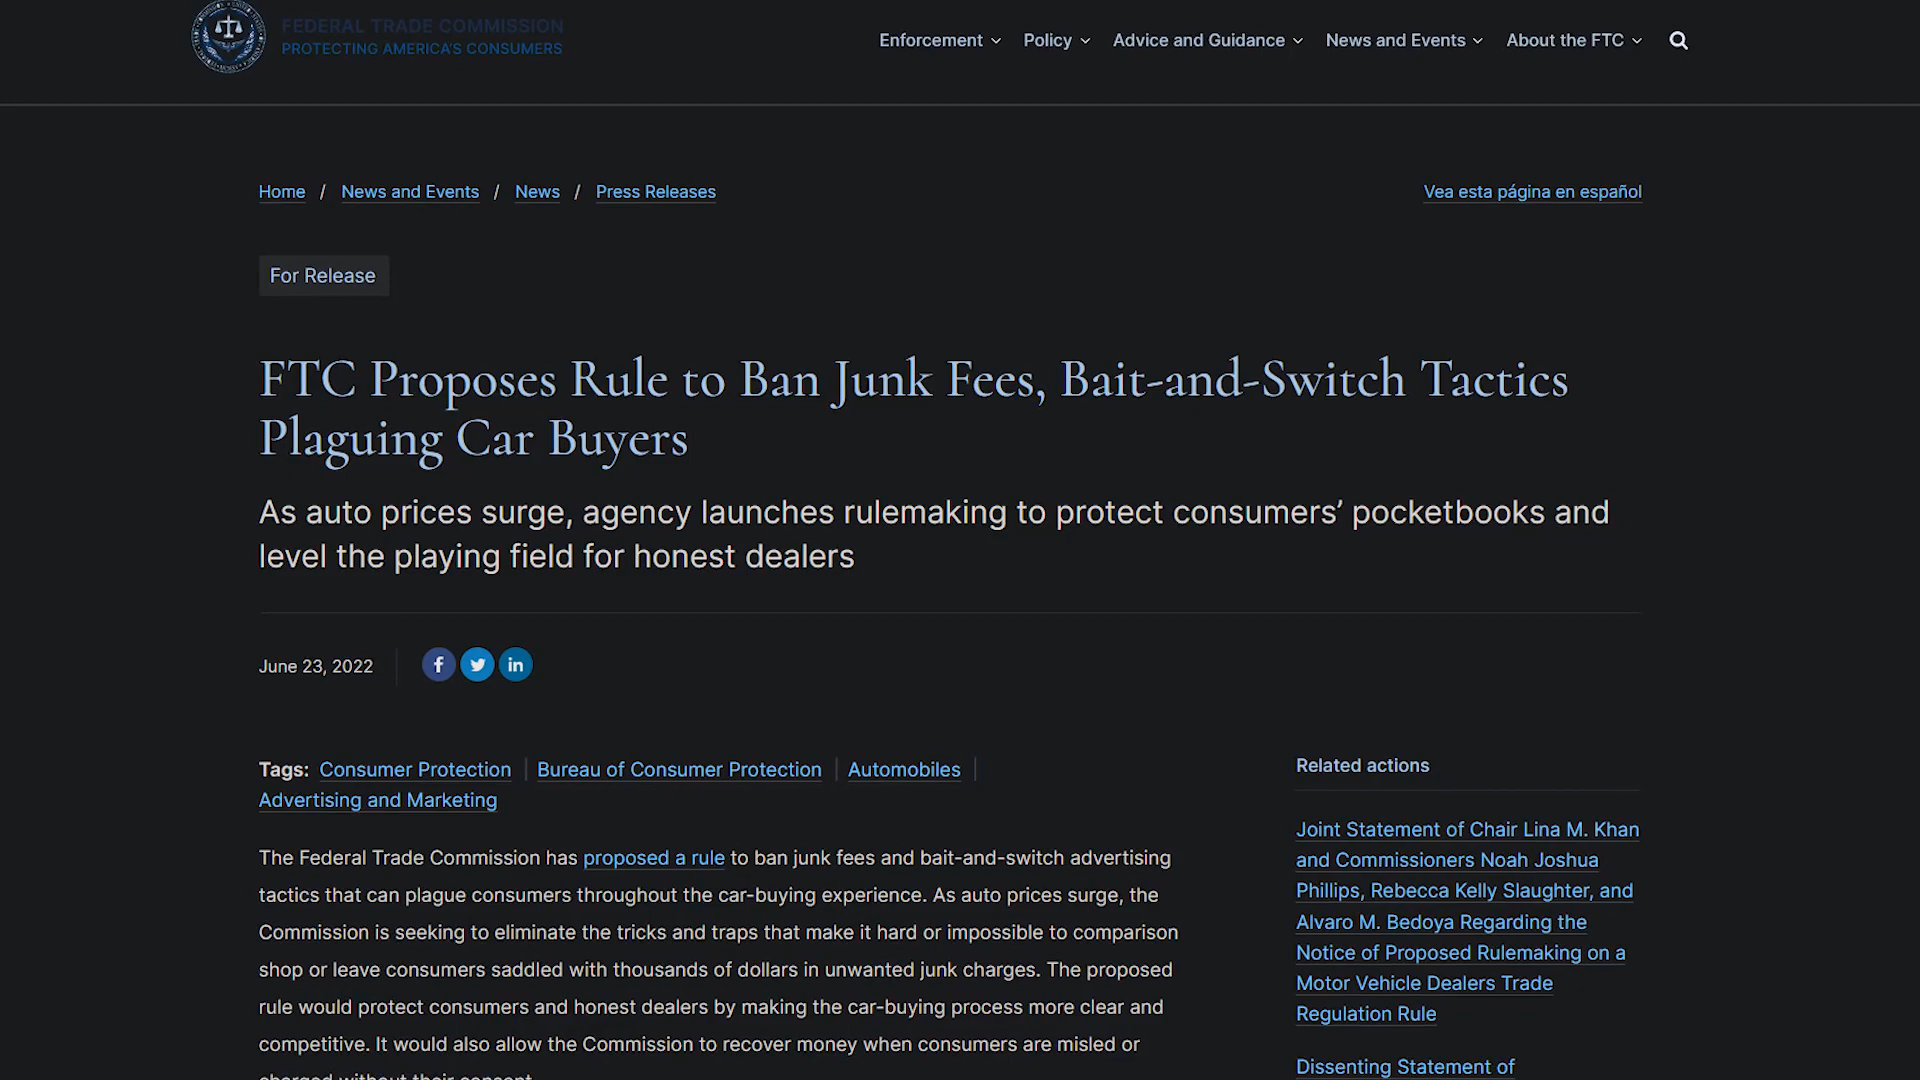 FEDERAL TRADE COMMISSION
PROTECTING AMERICA'S CONSUMERS
Enforcement
Policy
Advice and Guidance
News and Events
About the FTC
Home / News and Events / News / Press Releases
Vea esta página en español
For Release
FTC Proposes Rule to Ban Junk Fees, Bait-and-Switch Tactics
Plaguing Car Buyers
As auto prices surge, agency launches rulemaking to protect consumers’ pocketbooks and
level the playing field for honest dealers
June 23, 2022
Tags: Consumer Protection | Bureau of Consumer Protection | Automobiles |
Advertising and Marketing
The Federal Trade Commission has proposed a rule to ban junk fees and bait-and-switch advertising
tactics that can plague consumers throughout the car-buying experience. As auto prices surge, the
Commission is seeking to eliminate the tricks and traps that make it hard or impossible to comparison
shop or leave consumers saddled with thousands of dollars in unwanted junk charges. The proposed
rule would protect consumers and honest dealers by making the car-buying process more clear and
competitive. It would also allow the Commission to recover money when consumers are misled or
charged without their consent.
Related actions
Joint Statement of Chair Lina M. Khan
and Commissioners Noah Joshua
Phillips, Rebecca Kelly Slaughter, and
Alvaro M. Bedoya Regarding the
Notice of Proposed Rulemaking on a
Motor Vehicle Dealers Trade
Regulation Rule
Dissenting Statement of